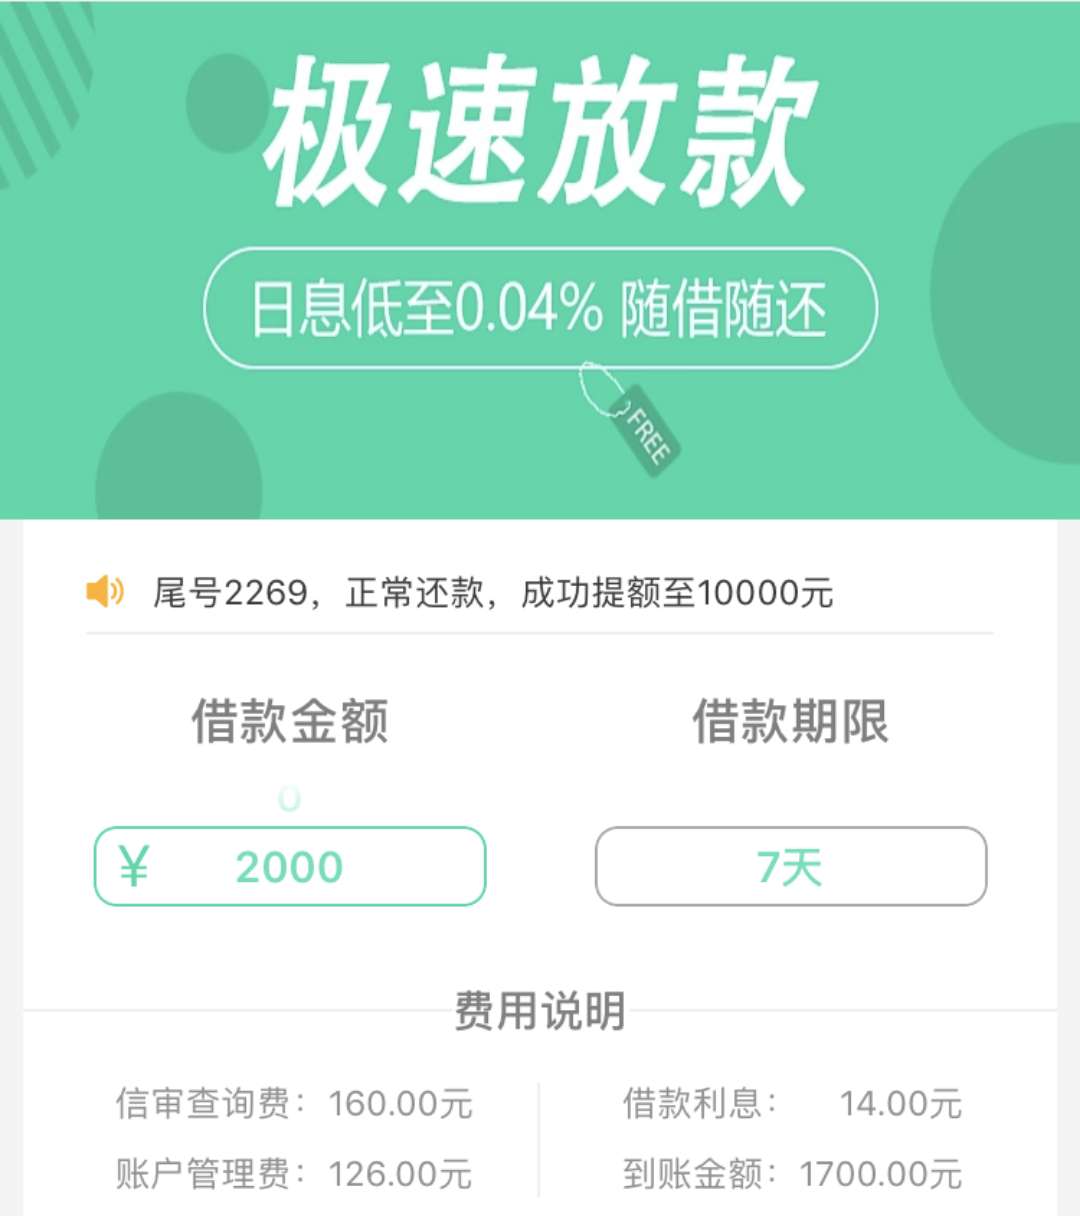 极速放款
日息低至0.04% 随借随还
FREE
尾号2269，正常还款，成功提额至10000元
借款金额 借款期限
0
¥ 2000 7天
费用说明
信审查询费：160.00元 借款利息： 14.00元
账户管理费：126.00元 到账金额：1700.00元